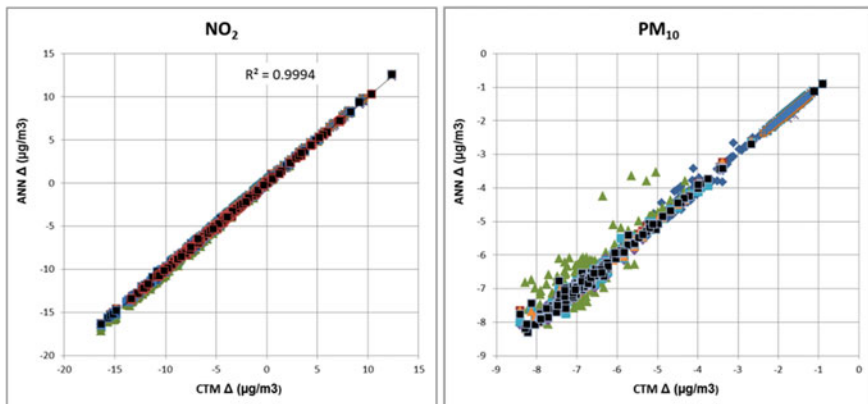 NO₂
R² = 0.9994
15
10
5
0
-5
-10
-15
-20
ANN Δ (µg/m3)
-20 -15 -10 -5 0 5 10 15
CTM Δ (µg/m3)
PM₁₀
0
-1
-2
-3
-4
-5
-6
-7
-8
-9
ANN Δ (µg/m3)
-9 -8 -7 -6 -5 -4 -3 -2 -1 0
CTM Δ (µg/m3)